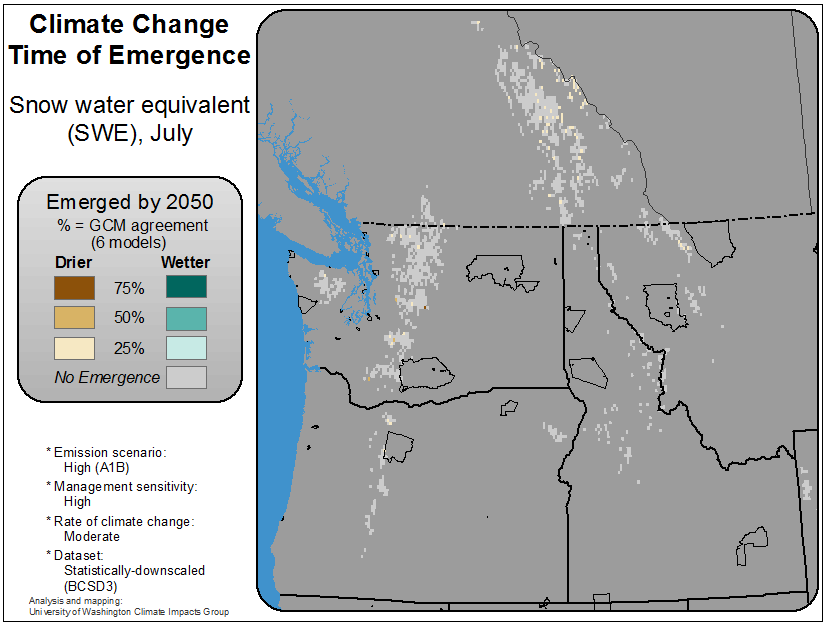 Climate Change
Time of Emergence
Snow water equivalent
(SWE), July
Emerged by 2050
% = GCM agreement
(6 models)
Drier Wetter
75%
50%
25%
No Emergence
* Emission scenario:
High (A1B)
* Management sensitivity:
High
* Rate of climate change:
Moderate
* Dataset:
Statistically-downscaled
(BCSD3)
Analysis and mapping:
University of Washington Climate Impacts Group